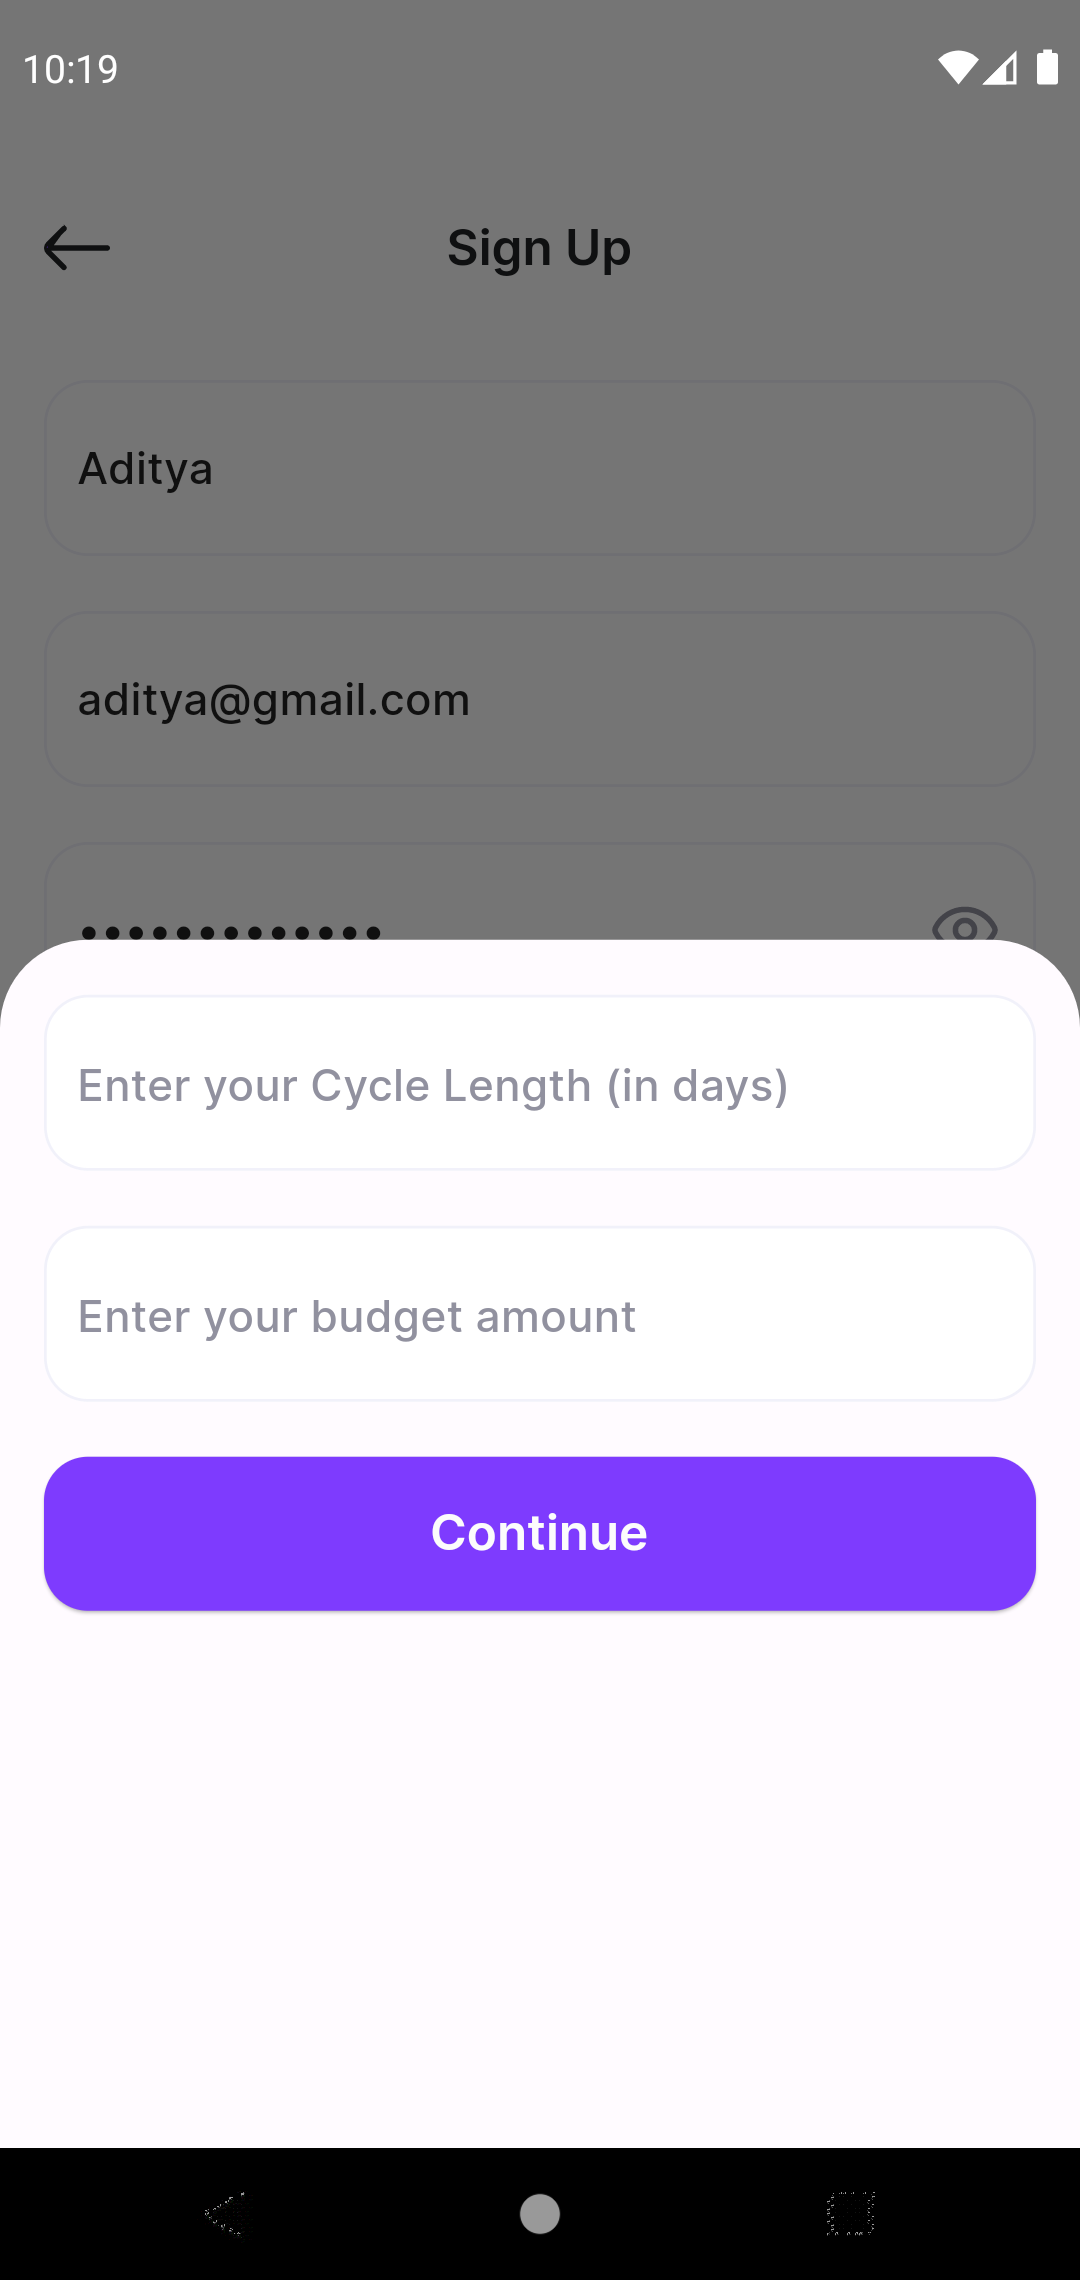 10:19
Sign Up
Aditya
aditya@gmail.com
•••••••••••••
Enter your Cycle Length (in days)
Enter your budget amount
Continue